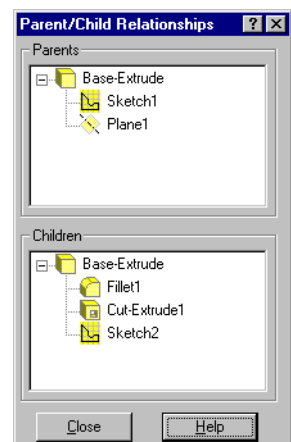 Parent/Child Relationships
Parents
Base-Extrude
Sketch1
Plane1
Children
Base-Extrude
Fillet1
Cut-Extrude1
Sketch2
Close Help